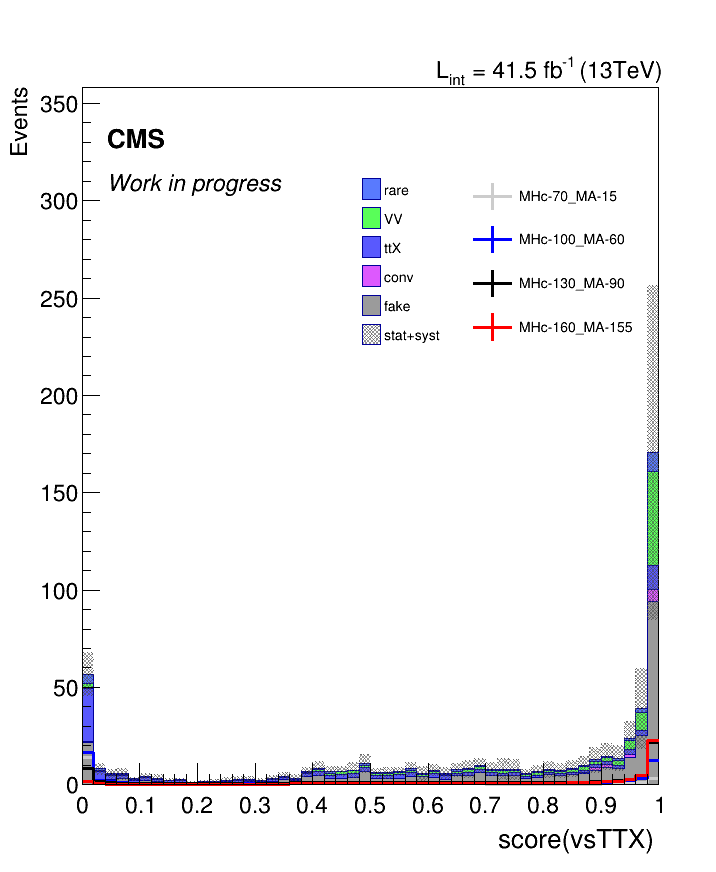 L_int = 41.5 fb^-1 (13TeV)
Events
350
300
250
200
150
100
50
0
CMS
Work in progress
rare
VV
ttX
conv
fake
stat+syst
MHc-70_MA-15
MHc-100_MA-60
MHc-130_MA-90
MHc-160_MA-155
0 0.1 0.2 0.3 0.4 0.5 0.6 0.7 0.8 0.9 1
score(vsTTX)